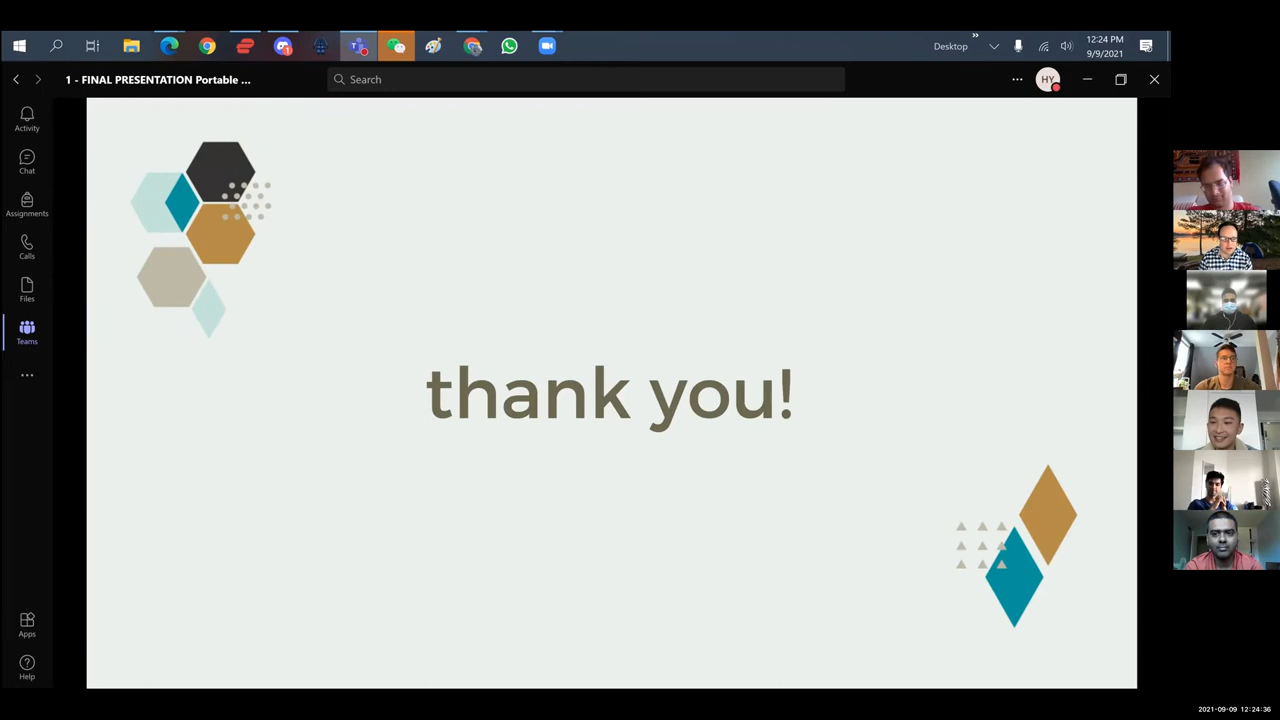 Desktop
12:24 PM
9/9/2021
1 - FINAL PRESENTATION Portable ...
Search
HY
Activity
Chat
Assignments
Calls
Files
Teams
thank you!
Apps
Help
2021-09-09 12:24:36